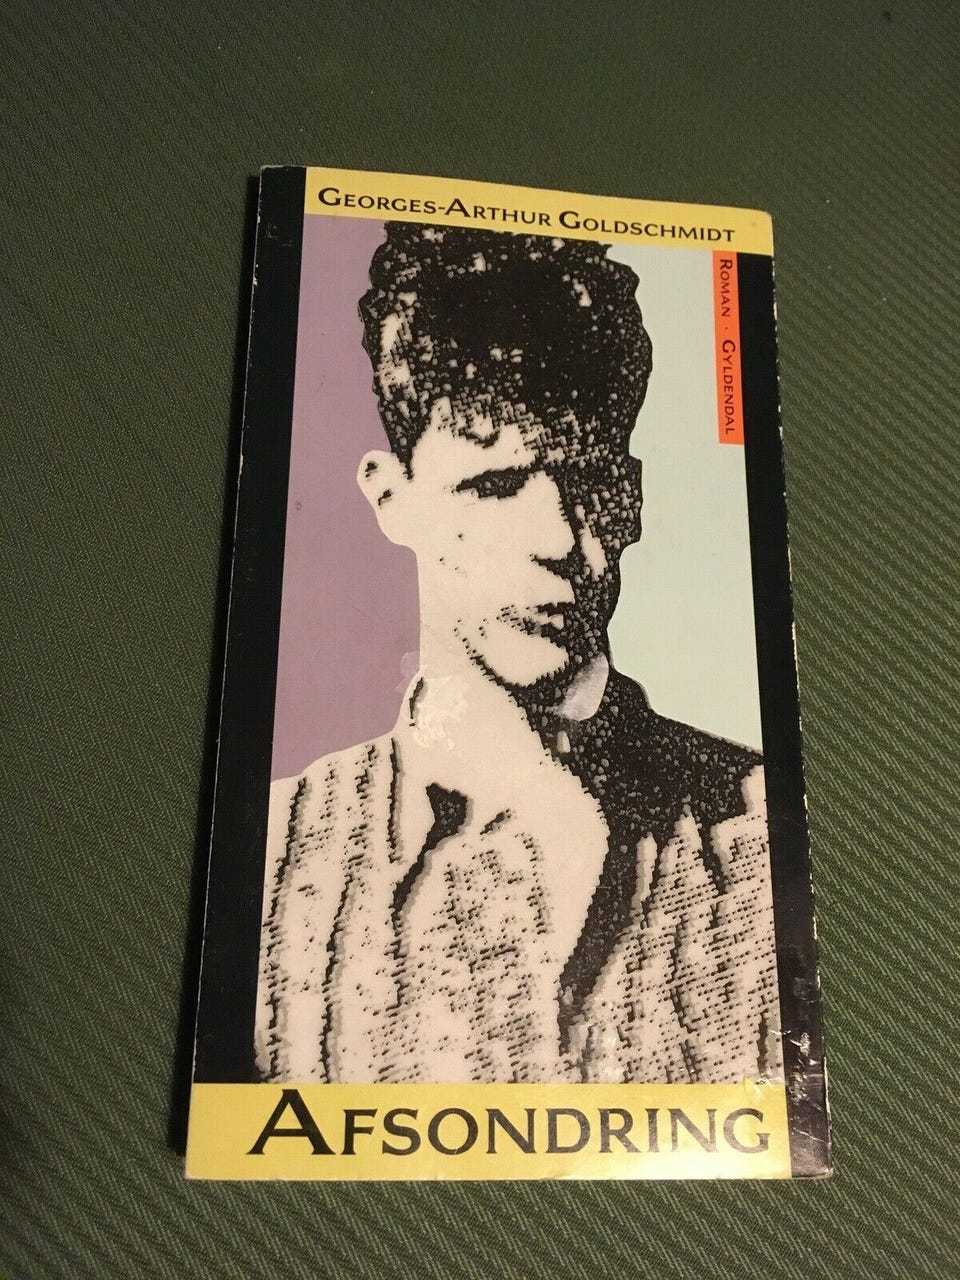 Georges-Arthur Goldschmidt
Roman · Gyldendal
Afsondring